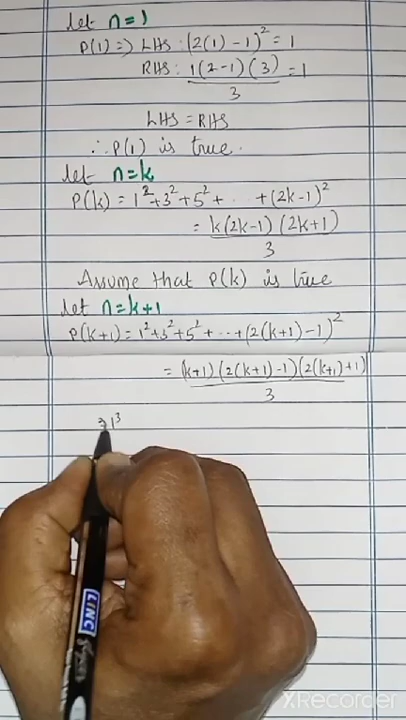 let n=1
P(1)=) LHS : (2(1)-1)² = 1
RHS : 1(2-1)(3)/3 = 1
LHS = RHS
∴ P(1) is true.
let n=k
P(k) = 1²+3²+5²+ . . +(2k-1)²
= k(2k-1)(2k+1)/3
Assume that P(k) is true
let n=k+1
P(k+1) = 1²+3²+5²+ - - +(2(k+1)-1)²
= (k+1)(2(k+1)-1)(2(k+1)+1)/3
LINC
XRecorder